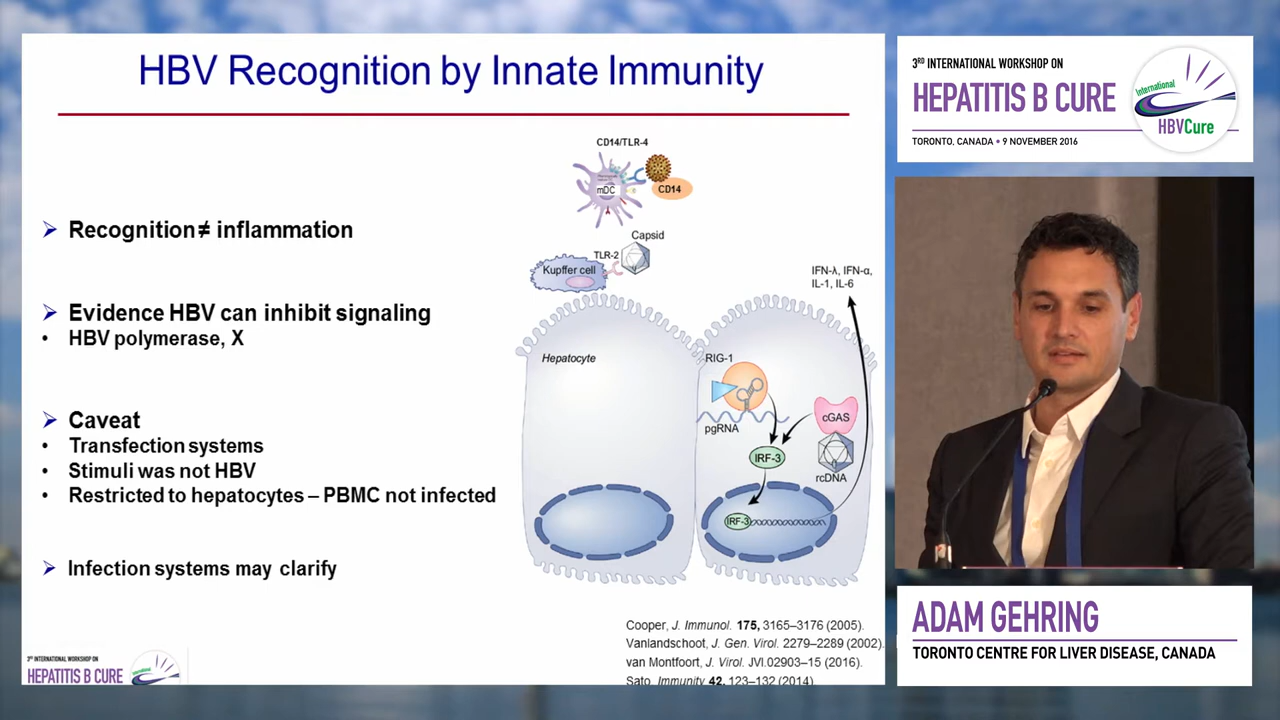 HBV Recognition by Innate Immunity
Recognition ≠ inflammation
Evidence HBV can inhibit signaling
• HBV polymerase, X
Caveat
• Transfection systems
• Stimuli was not HBV
• Restricted to hepatocytes – PBMC not infected
Infection systems may clarify
CD14/TLR-4
mDC
CD14
Capsid
TLR-2
Kupffer cell
IFN-λ, IFN-α,
IL-1, IL-6
Hepatocyte
RIG-1
cGAS
pgRNA
IRF-3
rcDNA
IRF-3
Cooper, J. Immunol. 175, 3165–3176 (2005).
Vanlandschoot, J. Gen. Virol. 2279–2289 (2002).
van Montfoort, J. Virol. JVI.02903–15 (2016).
Sato, Immunity 42, 123–132 (2014).
3RD INTERNATIONAL WORKSHOP ON
HEPATITIS B CURE
International
3RD INTERNATIONAL WORKSHOP ON
HEPATITIS B CURE
TORONTO, CANADA • 9 NOVEMBER 2016
International
HBVCure
ADAM GEHRING
TORONTO CENTRE FOR LIVER DISEASE, CANADA